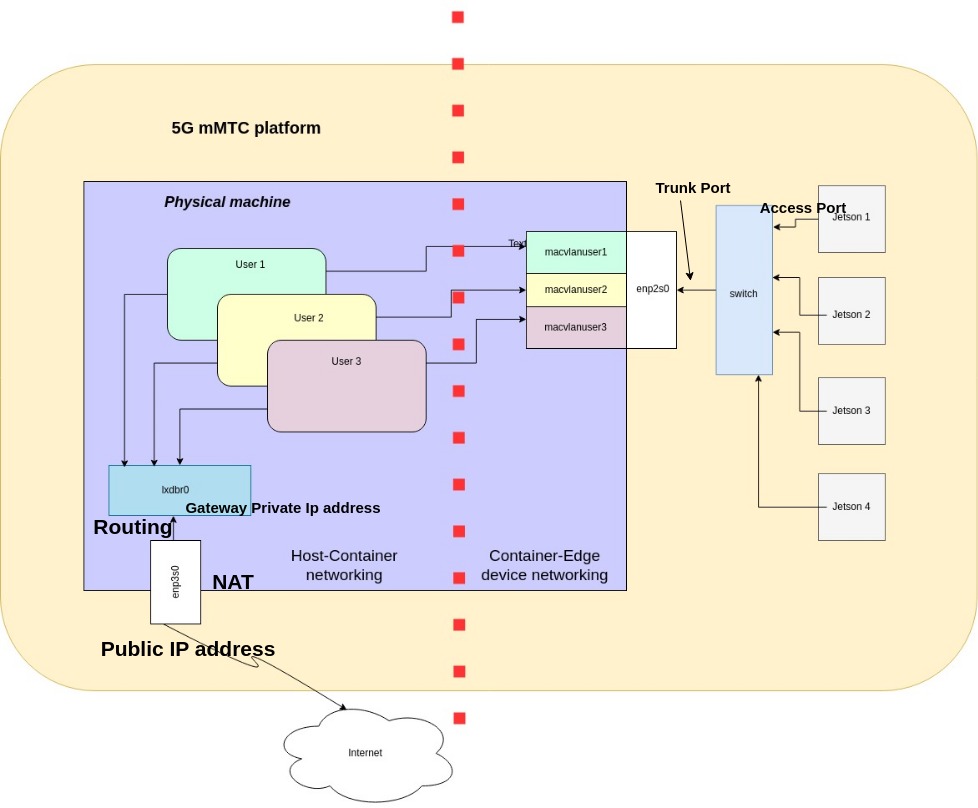 5G mMTC platform
Physical machine
Trunk Port
Access Port
User 1
User 2
User 3
Text
macvlanuser1
macvlanuser2
macvlanuser3
enp2s0
switch
Jetson 1
Jetson 2
Jetson 3
Jetson 4
lxdbr0
Gateway Private Ip address
Routing
enp3s0
NAT
Host-Container
networking
Container-Edge
device networking
Public IP address
Internet